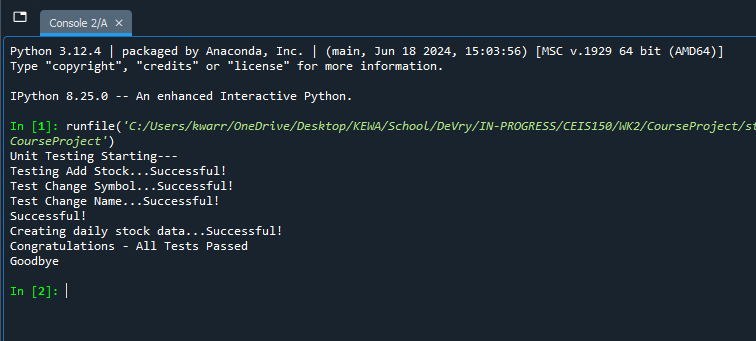 Console 2/A ×
Python 3.12.4 | packaged by Anaconda, Inc. | (main, Jun 18 2024, 15:03:56) [MSC v.1929 64 bit (AMD64)]
Type "copyright", "credits" or "license" for more information.
IPython 8.25.0 -- An enhanced Interactive Python.
In [1]: runfile('C:/Users/kwarr/OneDrive/Desktop/KEWA/School/DeVry/IN-PROGRESS/CEIS150/WK2/CourseProject/st
CourseProject')
Unit Testing Starting---
Testing Add Stock...Successful!
Test Change Symbol...Successful!
Test Change Name...Successful!
Successful!
Creating daily stock data...Successful!
Congratulations - All Tests Passed
Goodbye
In [2]: